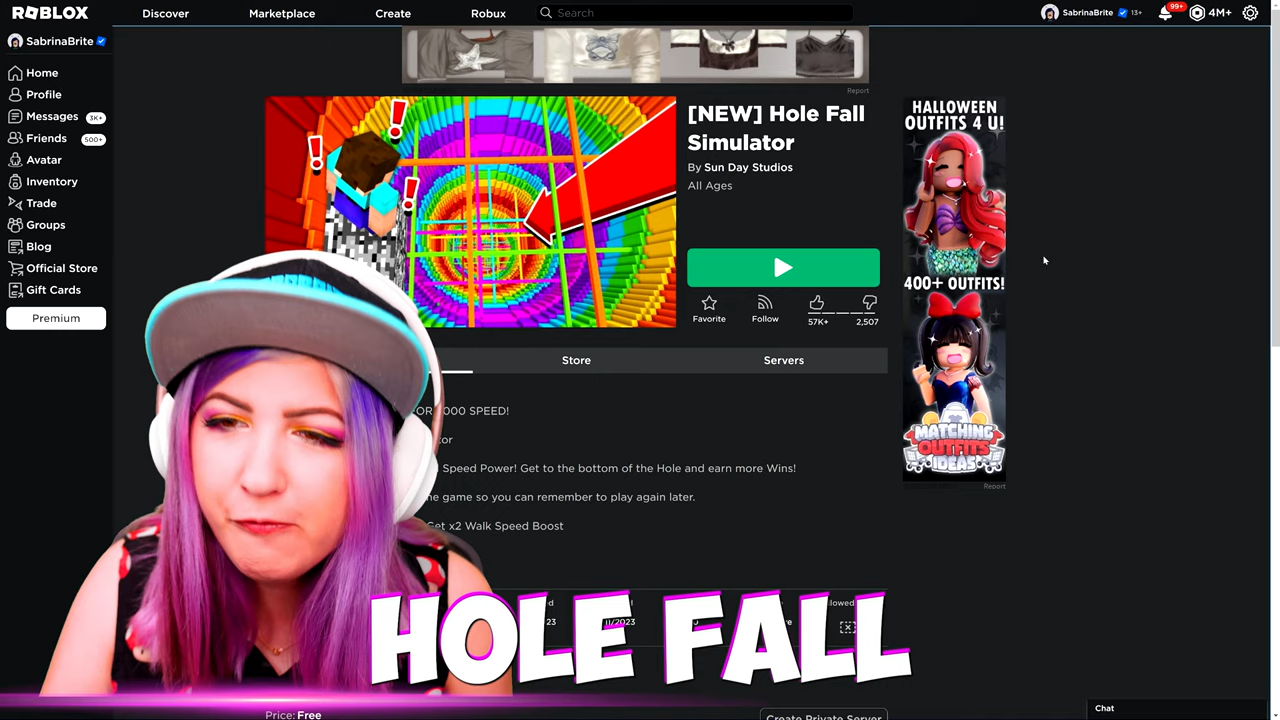 ROBLOX
Discover
Marketplace
Create
Robux
Search
SabrinaBrite
13+
99+
4M+
SabrinaBrite
Home
Profile
Messages
3K+
Friends
500+
Avatar
Inventory
Trade
Groups
Blog
Official Store
Gift Cards
Premium
Report
[NEW] Hole Fall
Simulator
By Sun Day Studios
All Ages
Favorite
Follow
57K+
2,507
HALLOWEEN
OUTFITS 4 U!
400+ OUTFITS!
MATCHING
OUTFITS
IDEAS
Report
Store
Servers
000 SPEED!
Speed Power! Get to the bottom of the Hole and earn more Wins!
game so you can remember to play again later.
Get x2 Walk Speed Boost
HOLE FALL
Price: Free
Create Private Server
Chat